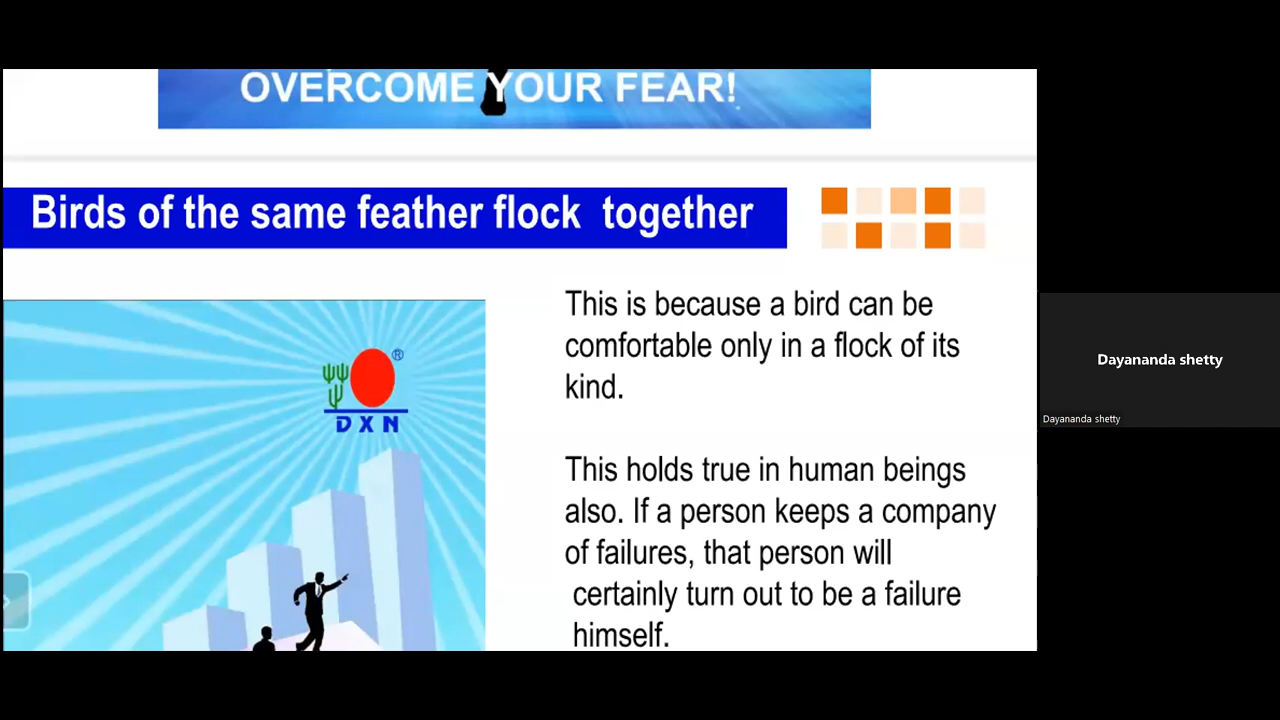 OVERCOME YOUR FEAR!
Birds of the same feather flock together
This is because a bird can be
comfortable only in a flock of its
kind.
®
DXN
This holds true in human beings
also. If a person keeps a company
of failures, that person will
certainly turn out to be a failure
himself.
Dayananda shetty
Dayananda shetty